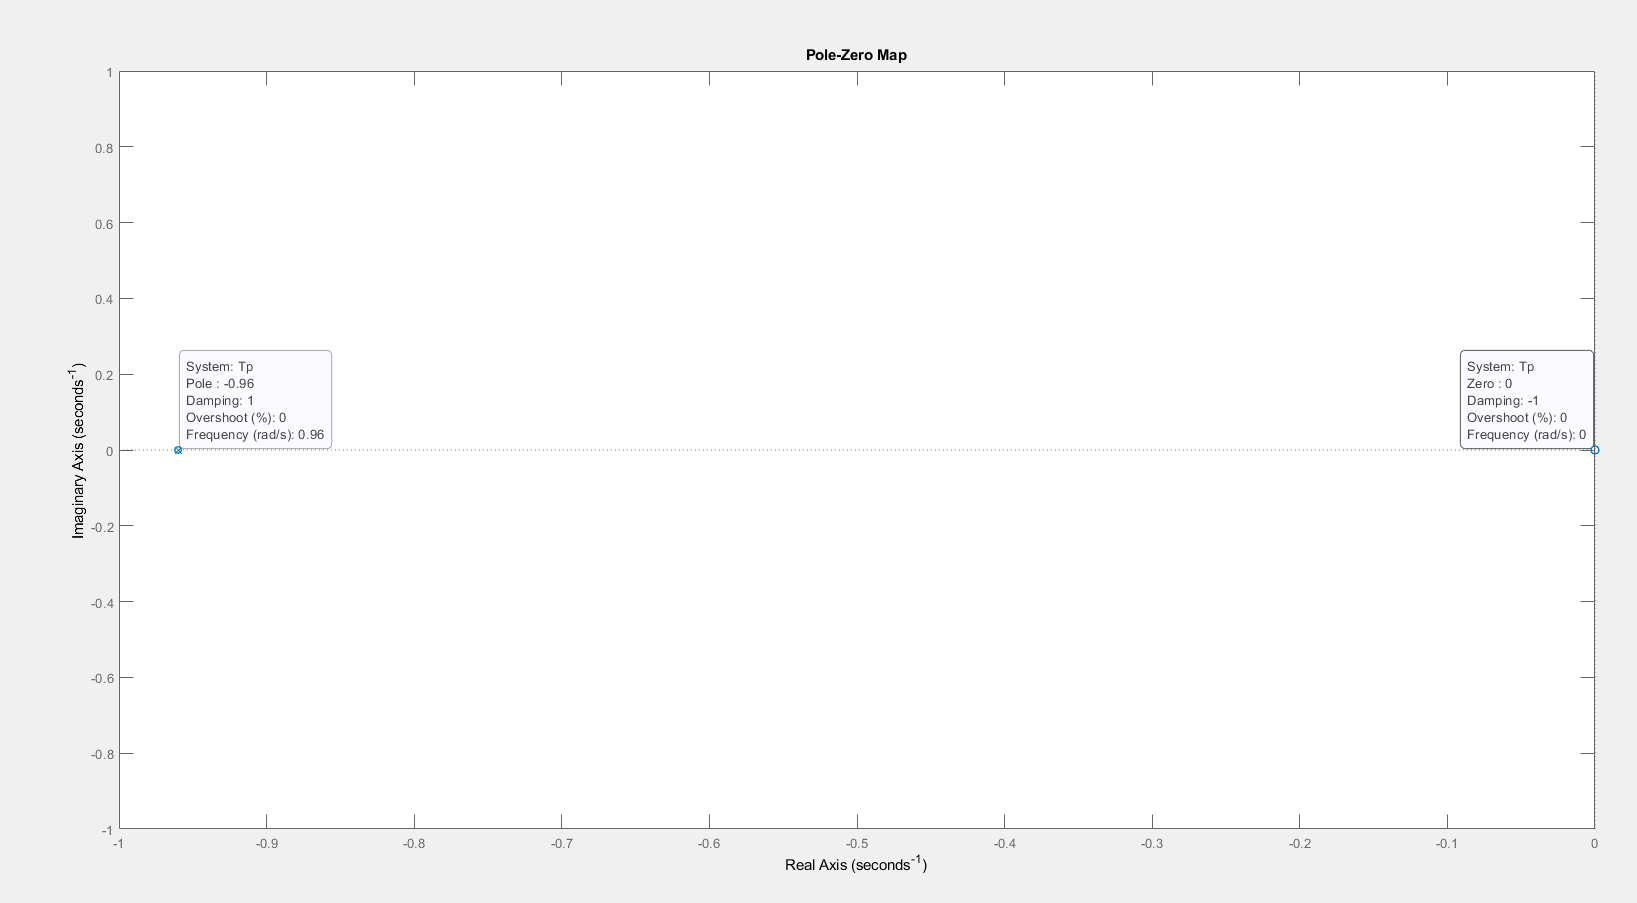 Pole-Zero Map
1
0.8
0.6
0.4
0.2
0
-0.2
-0.4
-0.6
-0.8
-1
Imaginary Axis (seconds-1)
System: Tp
Pole : -0.96
Damping: 1
Overshoot (%): 0
Frequency (rad/s): 0.96
System: Tp
Zero : 0
Damping: -1
Overshoot (%): 0
Frequency (rad/s): 0
-1 -0.9 -0.8 -0.7 -0.6 -0.5 -0.4 -0.3 -0.2 -0.1 0
Real Axis (seconds-1)